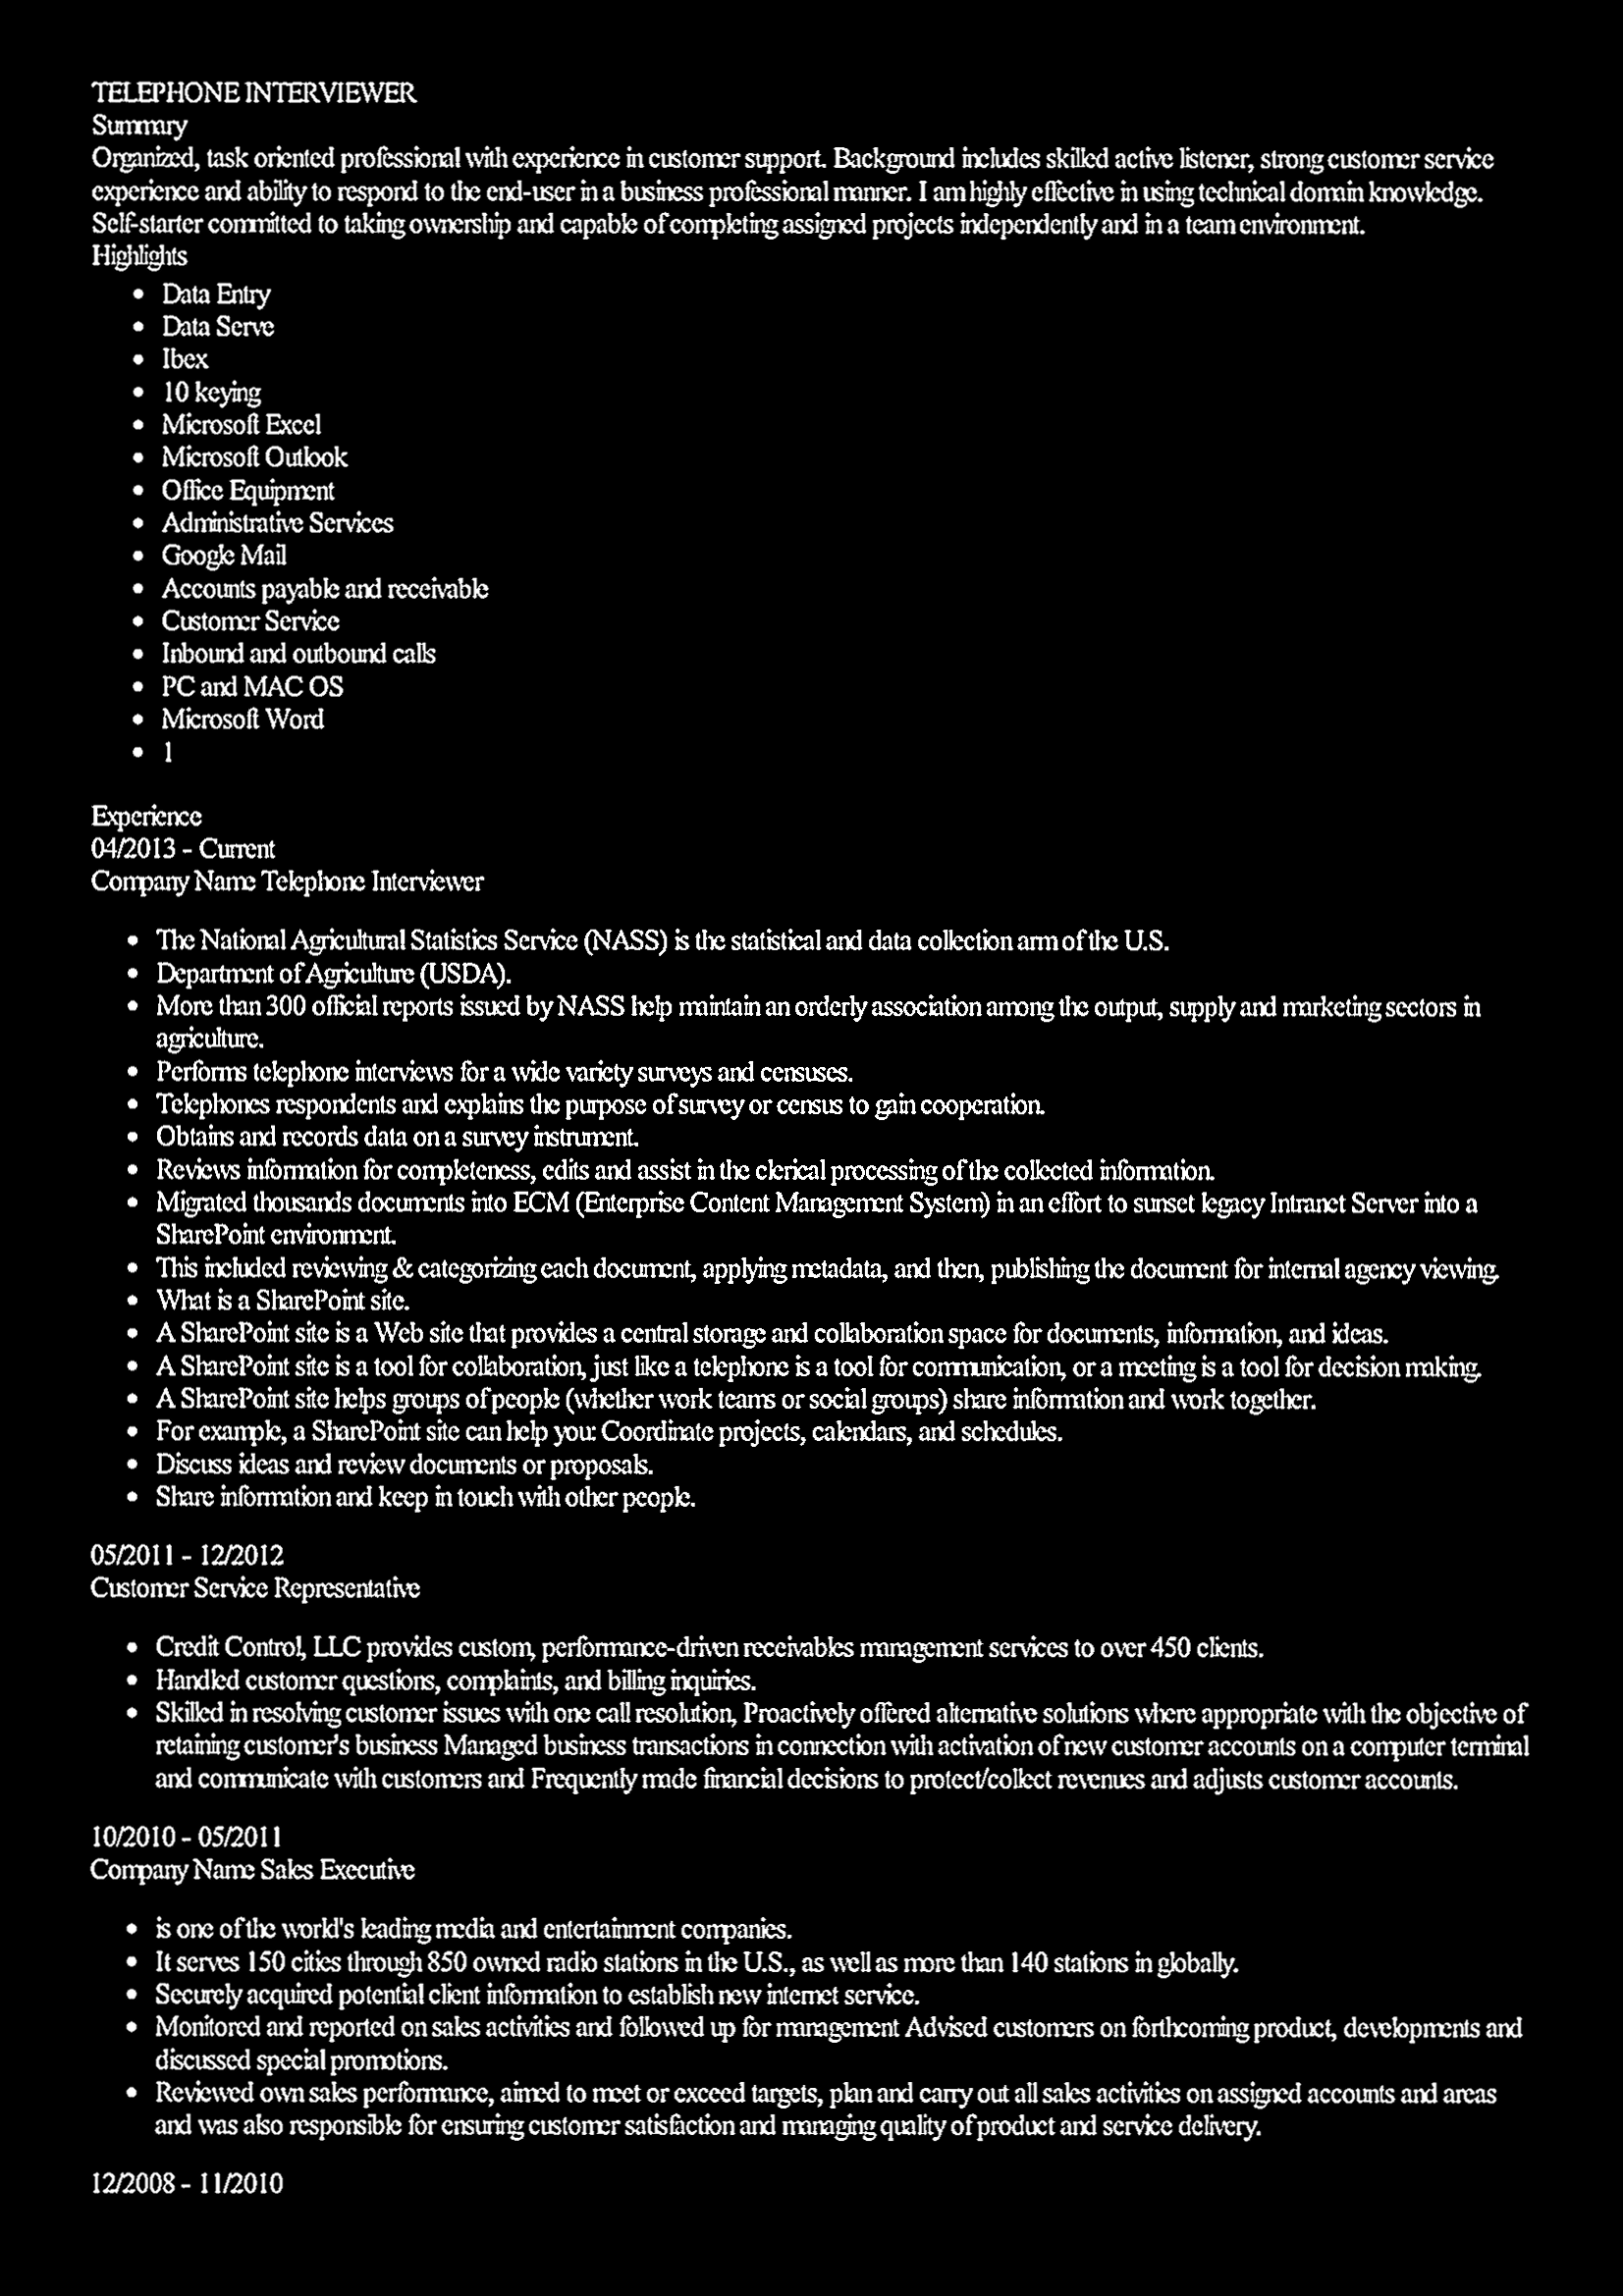 TELEPHONE INTERVIEWER
Summary
Organized, task oriented professional with experience in customer support. Background includes skilled active listener, strong customer service
experience and ability to respond to the end-user in a business professional manner. I am highly effective in using technical domain knowledge.
Self-starter committed to taking ownership and capable of completing assigned projects independently and in a team environment.
Highlights
• Data Entry
• Data Serve
• Ibex
• 10 keying
• Microsoft Excel
• Microsoft Outlook
• Office Equipment
• Administrative Services
• Google Mail
• Accounts payable and receivable
• Customer Service
• Inbound and outbound calls
• PC and MAC OS
• Microsoft Word
• 1
Experience
04/2013 - Current
Company Name Telephone Interviewer
• The National Agricultural Statistics Service (NASS) is the statistical and data collection arm of the U.S.
• Department of Agriculture (USDA).
• More than 300 official reports issued by NASS help maintain an orderly association among the output, supply and marketing sectors in
agriculture.
• Performs telephone interviews for a wide variety surveys and censuses.
• Telephones respondents and explains the purpose of survey or census to gain cooperation.
• Obtains and records data on a survey instrument.
• Reviews information for completeness, edits and assist in the clerical processing of the collected information.
• Migrated thousands documents into ECM (Enterprise Content Management System) in an effort to sunset legacy Intranet Server into a
SharePoint environment.
• This included reviewing & categorizing each document, applying metadata, and then, publishing the document for internal agency viewing.
• What is a SharePoint site.
• A SharePoint site is a Web site that provides a central storage and collaboration space for documents, information, and ideas.
• A SharePoint site is a tool for collaboration, just like a telephone is a tool for communication, or a meeting is a tool for decision making.
• A SharePoint site helps groups of people (whether work teams or social groups) share information and work together.
• For example, a SharePoint site can help you: Coordinate projects, calendars, and schedules.
• Discuss ideas and review documents or proposals.
• Share information and keep in touch with other people.
05/2011 - 12/2012
Customer Service Representative
• Credit Control, LLC provides custom, performance-driven receivables management services to over 450 clients.
• Handled customer questions, complaints, and billing inquiries.
• Skilled in resolving customer issues with one call resolution, Proactively offered alternative solutions where appropriate with the objective of
retaining customer's business Managed business transactions in connection with activation of new customer accounts on a computer terminal
and communicate with customers and Frequently made financial decisions to protect/collect revenues and adjusts customer accounts.
10/2010 - 05/2011
Company Name Sales Executive
• is one of the world's leading media and entertainment companies.
• It serves 150 cities through 850 owned radio stations in the U.S., as well as more than 140 stations in globally.
• Securely acquired potential client information to establish new internet service.
• Monitored and reported on sales activities and followed up for management Advised customers on forthcoming product, developments and
discussed special promotions.
• Reviewed own sales performance, aimed to meet or exceed targets, plan and carry out all sales activities on assigned accounts and areas
and was also responsible for ensuring customer satisfaction and managing quality of product and service delivery.
12/2008 - 11/2010